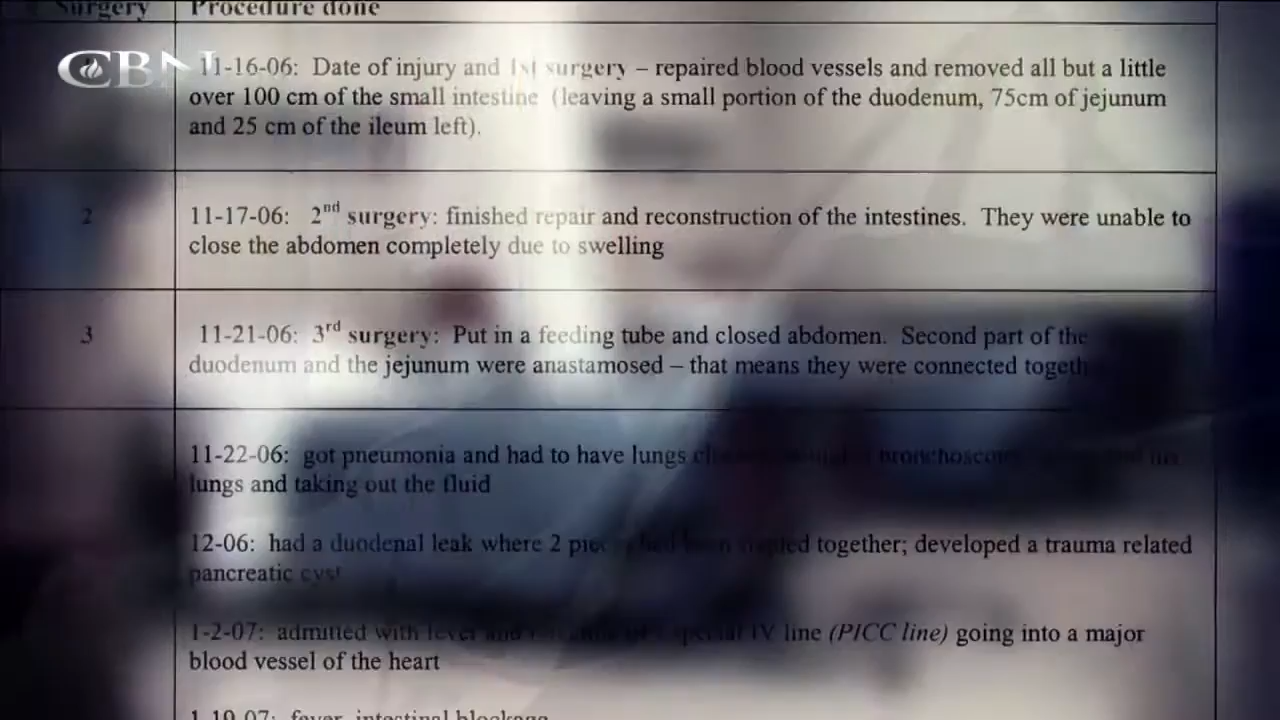 Surgery Procedure done
CBN
11-16-06: Date of injury and 1st surgery – repaired blood vessels and removed all but a little
over 100 cm of the small intestine (leaving a small portion of the duodenum, 75cm of jejunum
and 25 cm of the ileum left).
2 11-17-06: 2nd surgery: finished repair and reconstruction of the intestines. They were unable to
close the abdomen completely due to swelling
3 11-21-06: 3rd surgery: Put in a feeding tube and closed abdomen. Second part of the
duodenum and the jejunum were anastamosed – that means they were connected togeth
11-22-06: got pneumonia and had to have lungs bronchoscopy
lungs and taking out the fluid
12-06: had a duodenal leak where 2 had been together; developed a trauma related
pancreatic cyst
1-2-07: admitted with fever and special IV line (PICC line) going into a major
blood vessel of the heart
1-19-07: fever, intestinal blockage